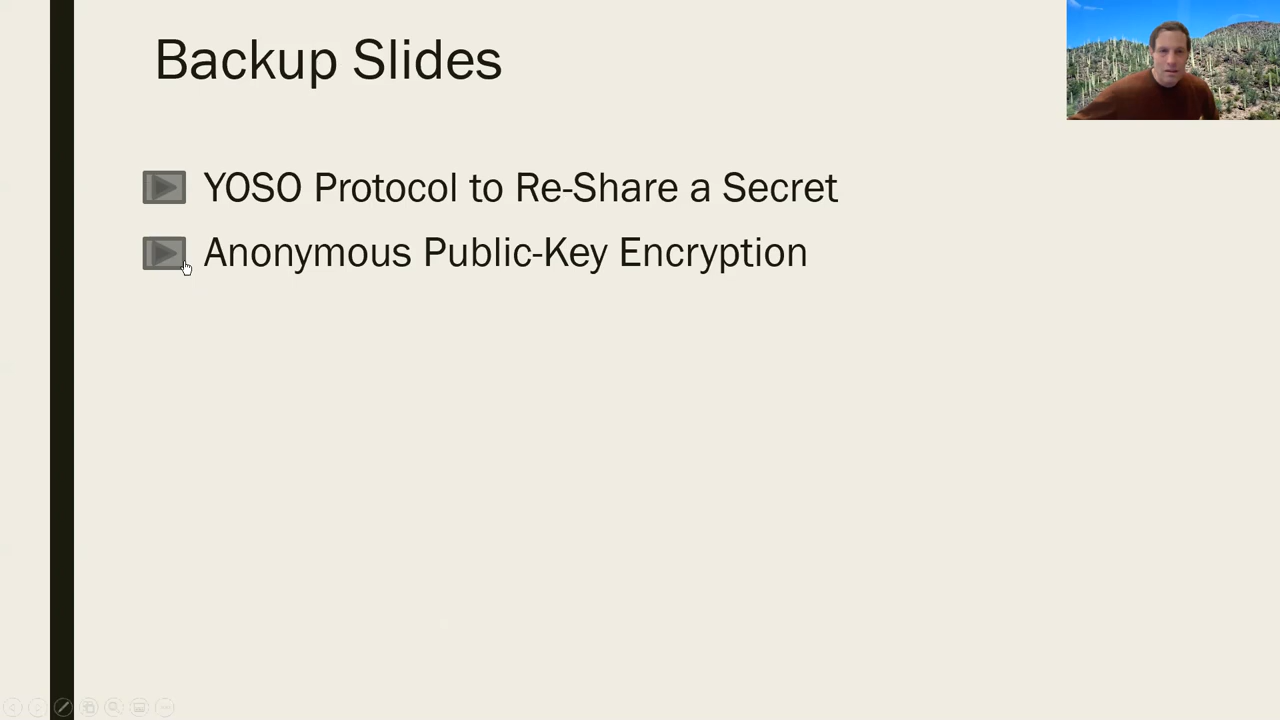 Backup Slides
YOSO Protocol to Re-Share a Secret
Anonymous Public-Key Encryption